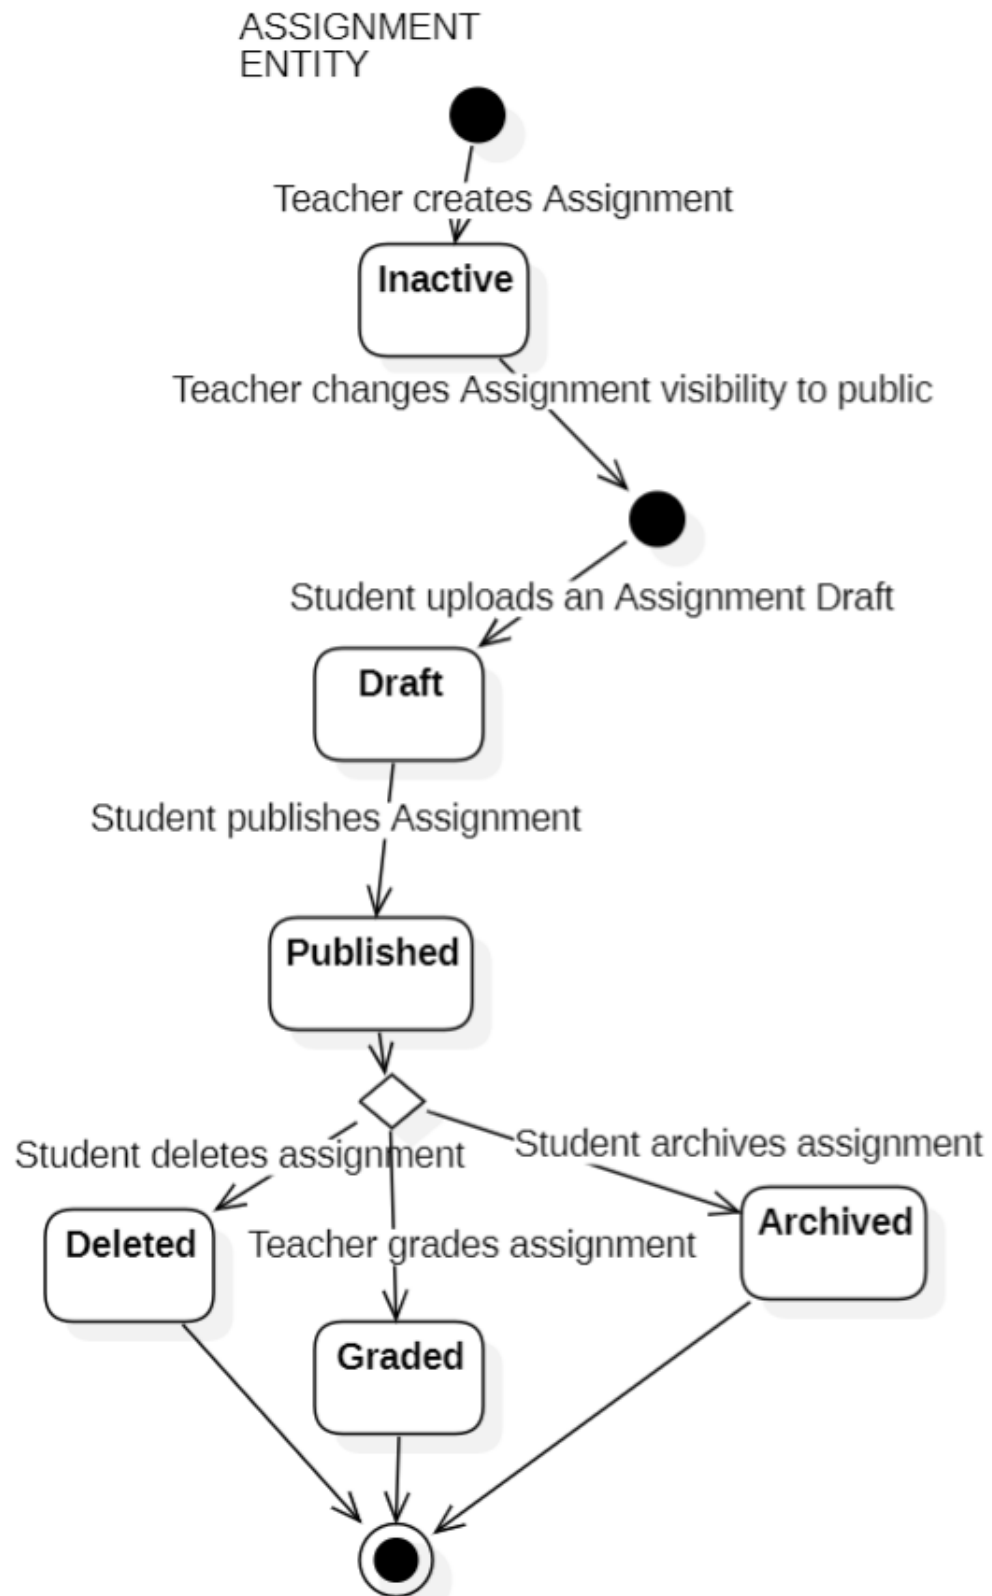 ASSIGNMENT
ENTITY
Teacher creates Assignment
Inactive
Teacher changes Assignment visibility to public
Student uploads an Assignment Draft
Draft
Student publishes Assignment
Published
Student deletes assignment
Student archives assignment
Deleted
Teacher grades assignment
Archived
Graded